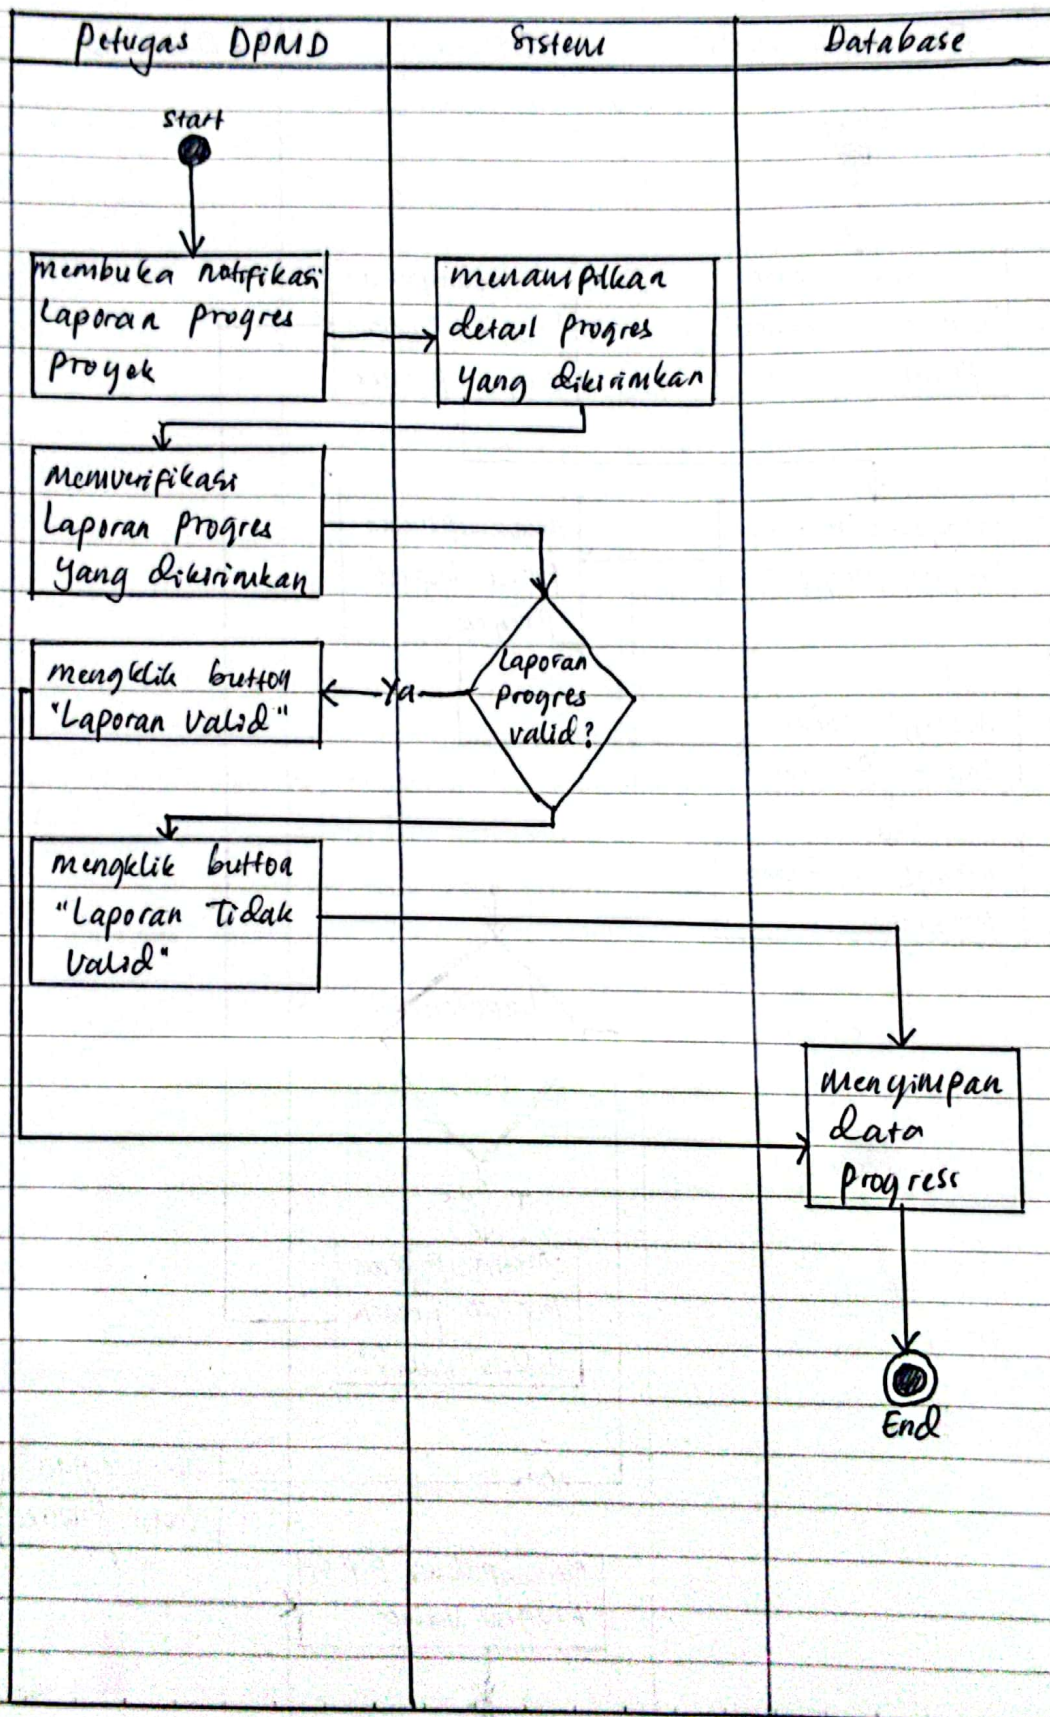 Petugas DPMD
Sistem
Database
Start
membuka notifikasi
Laporan progres
Proyek
menampilkan
detail progres
yang dikirimkan
Memverifikasi
Laporan Progres
yang dikirimkan
Laporan
progres
valid?
Ya
mengklik button
"Laporan valid"
mengklik button
"Laporan Tidak
valid"
Menyimpan
data
Progress
End